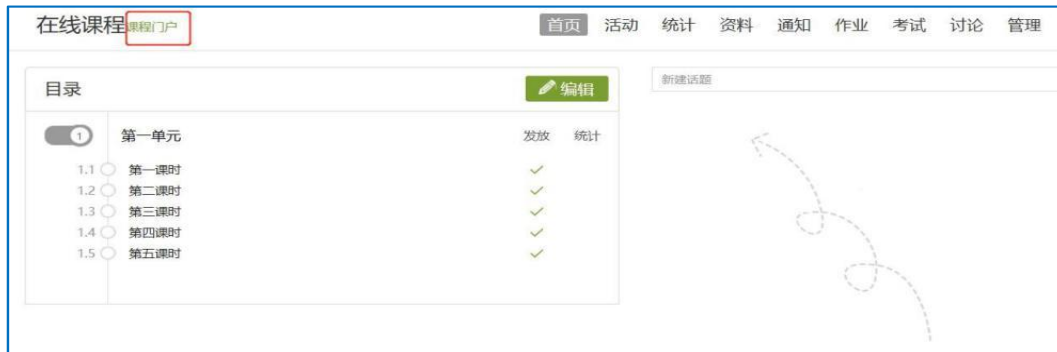 在线课程 课程门户 首页 活动 统计 资料 通知 作业 考试 讨论 管理
目录 编辑 新建话题
1 第一单元 发放 统计
1.1 第一课时
1.2 第二课时
1.3 第三课时
1.4 第四课时
1.5 第五课时